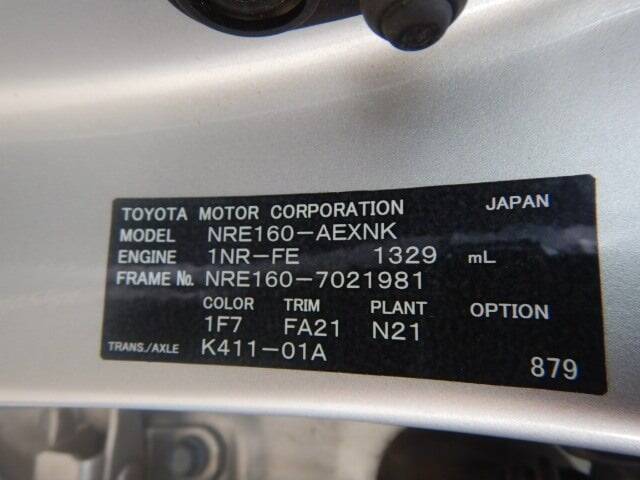 TOYOTA MOTOR CORPORATION JAPAN
MODEL NRE160-AEXNK
ENGINE 1NR-FE 1329 mL
FRAME No. NRE160-7021981
COLOR TRIM PLANT OPTION
1F7 FA21 N21
TRANS./AXLE K411-01A
879